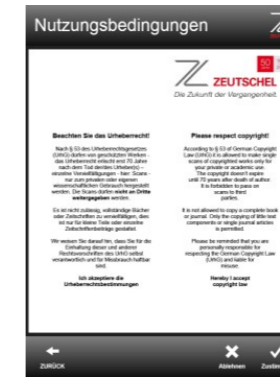 Nutzungsbedingungen
50
ZEUTSCHEL
Die Zukunft der Vergangenheit.
Beachten Sie das Urheberrecht!
Nach § 53 des Urheberrechtsgesetzes
(UrhG) dürfen von geschützten Werken -
das Urheberrecht erlischt erst 70 Jahre
nach dem Tod des/des Urheber(s) -
einzelne Vervielfältigungen - hier: Scans -
nur zum privaten oder eigenen
wissenschaftlichen Gebrauch hergestellt
werden. Die Scans dürfen nicht an Dritte
weitergegeben werden.
Es ist nicht zulässig, vollständige Bücher
oder Zeitschriften zu vervielfältigen, dies
ist nur für kleine Teile oder einzelne
Zeitschriftenbeiträge gestattet.
Wir weisen Sie darauf hin, dass Sie für die
Einhaltung dieser und anderer
Rechtsvorschriften des UrhG selbst
verantwortlich und für Missbrauch haftbar
sind.
Ich akzeptiere die
Urheberrechtsbestimmungen
Please respect copyright!
According to § 53 of German Copyright
Law (UrhG) it is allowed to make single
scans of copyrighted works only for
your private or academic use.
The copyright doesn't expire
until 70 years after death of author.
It is forbidden to pass on
scans to third
parties.
It is not allowed to copy a complete book
or journal. Only the copying of little text
components or single journal articles
is permitted.
Please be reminded that you are
personally responsible for
respecting the German Copyright Law
(UrhG) and liable for
misuse.
Hereby I accept
copyright law
ZURÜCK
Ablehnen
Zustim